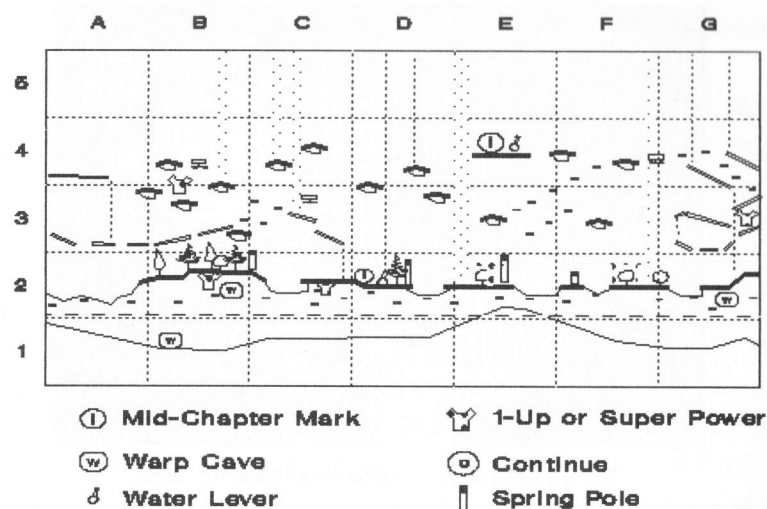 A B C D E F G
5
4
3
2
1
I
I
W
W
W
I Mid-Chapter Mark
1-Up or Super Power
W Warp Cave
Continue
Water Lever
Spring Pole